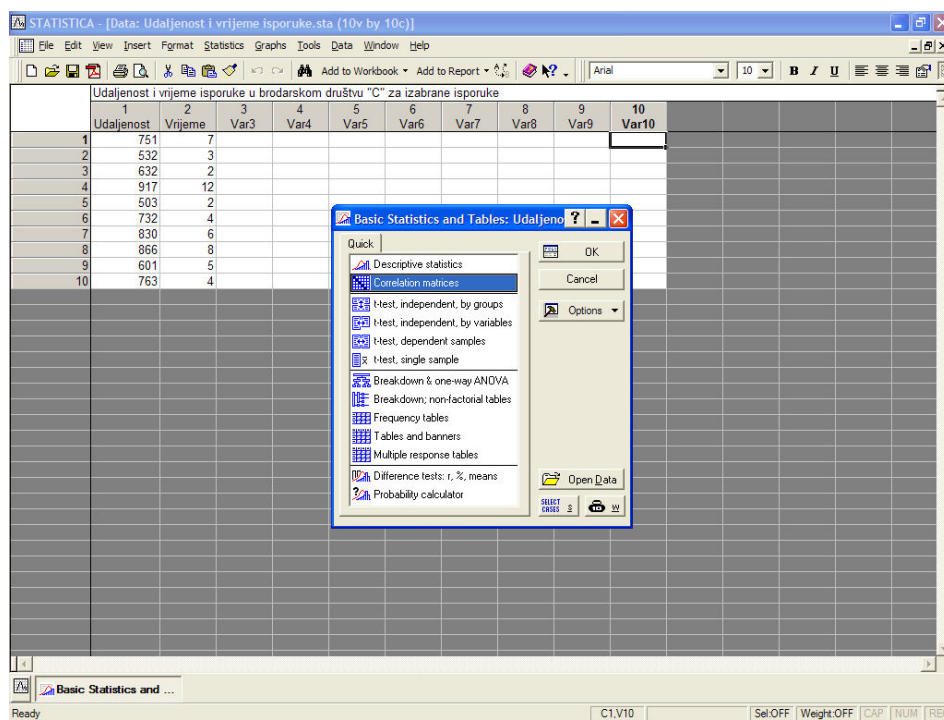 STATISTICA - [Data: Udaljenost i vrijeme isporuke.sta (10v by 10c)]
File Edit View Insert Format Statistics Graphs Tools Data Window Help
Add to Workbook Add to Report Arial 10 B I U
Udaljenost i vrijeme isporuke u brodarskom društvu "C" za izabrane isporuke
1 2 3 4 5 6 7 8 9 10
Udaljenost Vrijeme Var3 Var4 Var5 Var6 Var7 Var8 Var9 Var10
1 751 7
2 532 3
3 632 2
4 917 12
5 503 2
6 732 4
7 830 6
8 866 8
9 601 5
10 763 4
Basic Statistics and Tables: Udaljeno
Quick
OK
Descriptive statistics
Correlation matrices
Cancel
t-test, independent, by groups
Options
t-test, independent, by variables
t-test, dependent samples
t-test, single sample
Breakdown & one-way ANOVA
Breakdown; non-factorial tables
Frequency tables
Tables and banners
Multiple response tables
Difference tests: r, %, means
Open Data
Probability calculator
SELECT CASES S W
Basic Statistics and ...
Ready C1,V10 Sel:OFF Weight:OFF CAP NUM RE